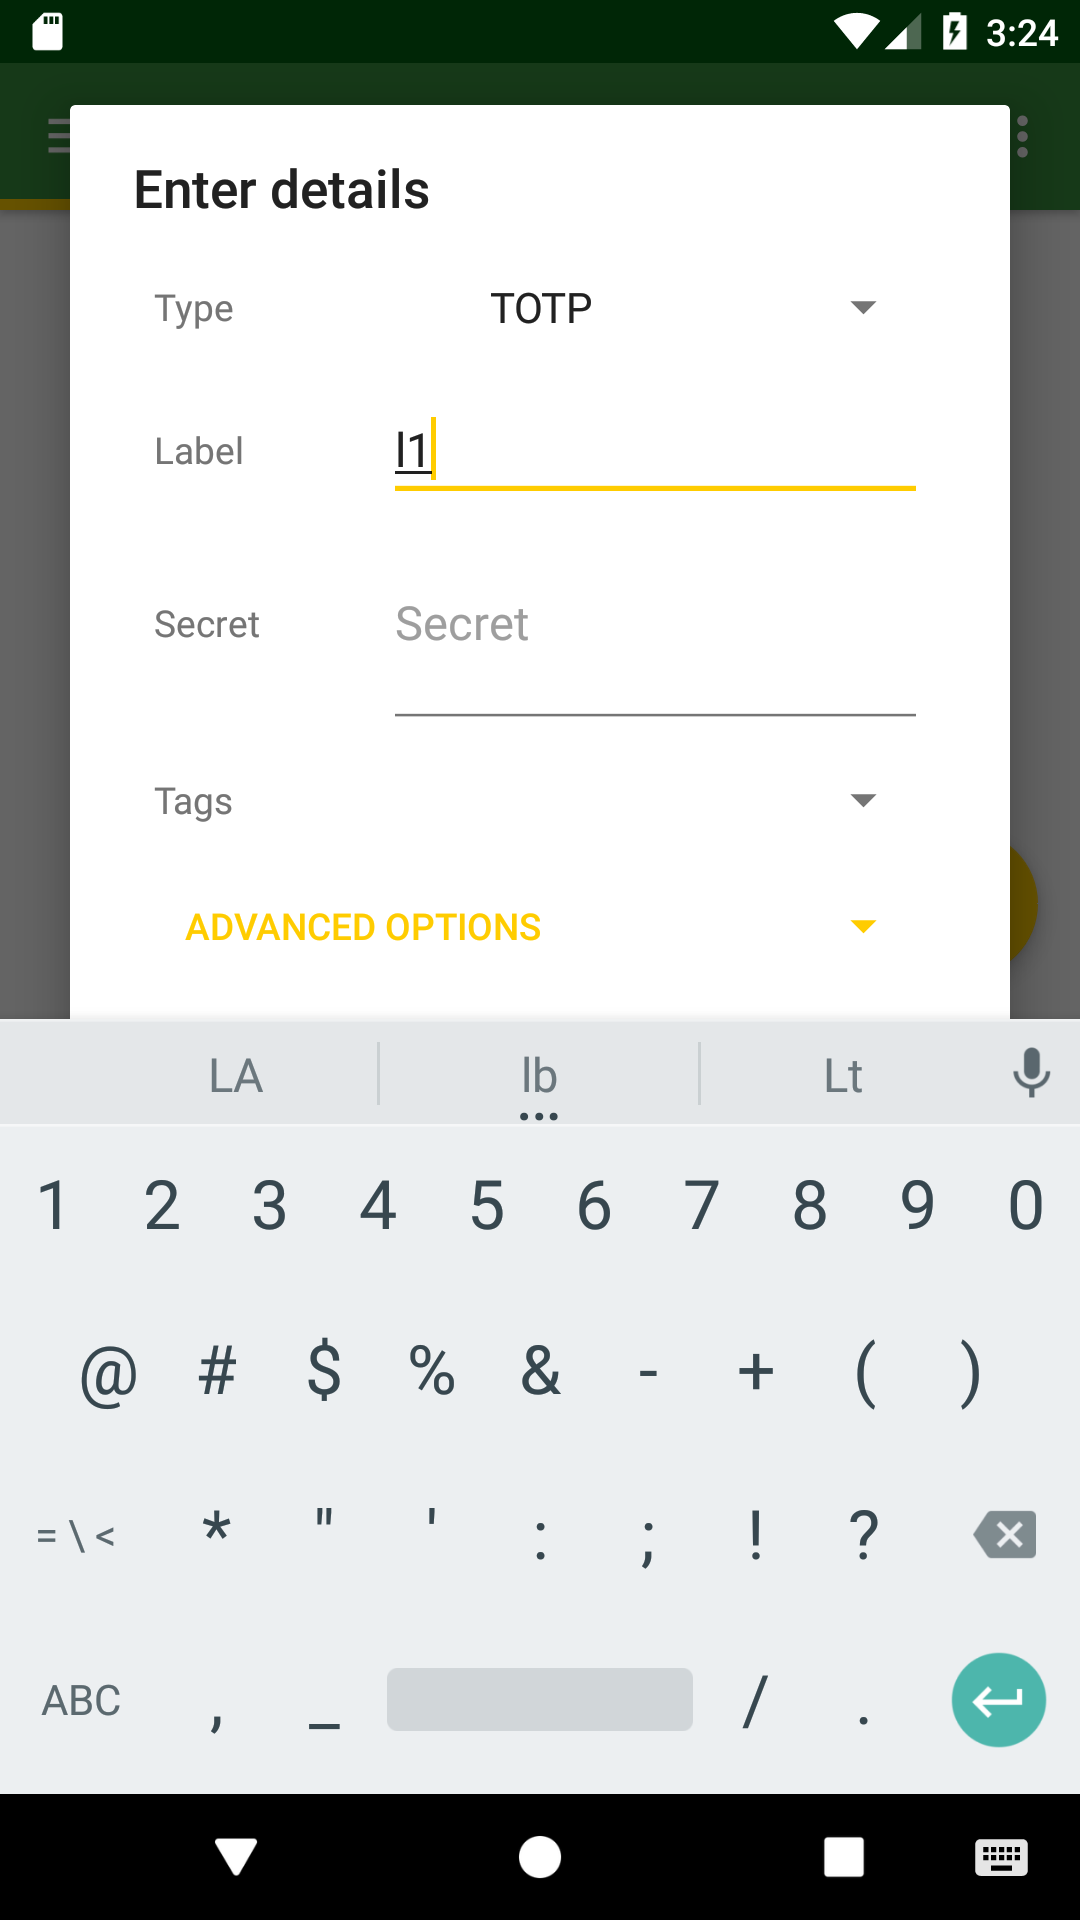 3:24
Enter details
Type TOTP
Label l1
Secret Secret
Tags
ADVANCED OPTIONS
LA lb Lt
1 2 3 4 5 6 7 8 9 0
@ # $ % & - + ( )
= \ < * " ' : ; ! ?
ABC , _ / .